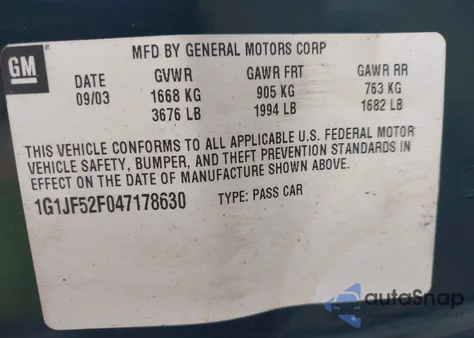 GM
MFD BY GENERAL MOTORS CORP
DATE GVWR GAWR FRT GAWR RR
09/03 1668 KG 905 KG 763 KG
3676 LB 1994 LB 1682 LB
THIS VEHICLE CONFORMS TO ALL APPLICABLE U.S. FEDERAL MOTOR
VEHICLE SAFETY, BUMPER, AND THEFT PREVENTION STANDARDS IN
EFFECT ON THE DATE OF MANUFACTURE SHOWN ABOVE.
1G1JF52F047178630 TYPE: PASS CAR
autoSnap